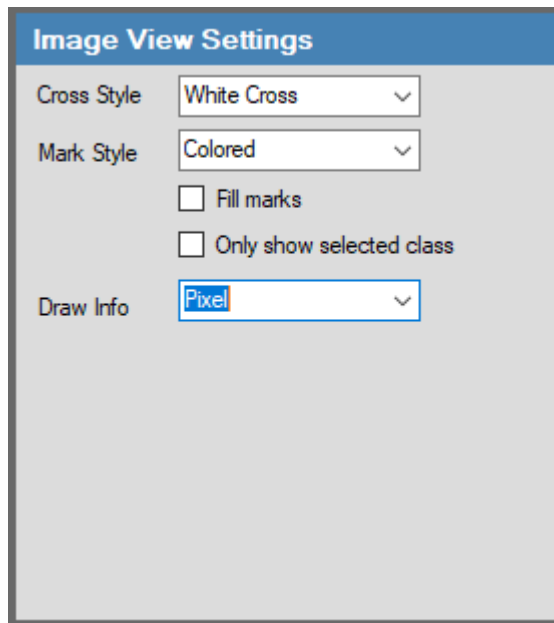 Image View Settings
Cross Style White Cross
Mark Style Colored
Fill marks
Only show selected class
Draw Info Pixel